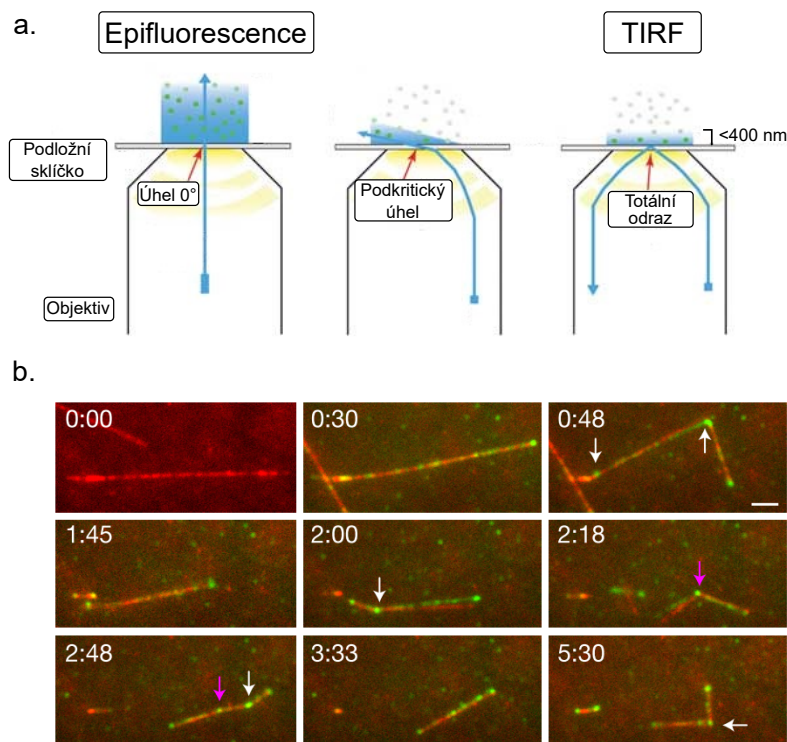 a.
Epifluorescence
TIRF
<400 nm
Podložní
sklíčko
Úhel 0°
Podkritický
úhel
Totální
odraz
Objektiv
b.
0:00
0:30
0:48
1:45
2:00
2:18
2:48
3:33
5:30